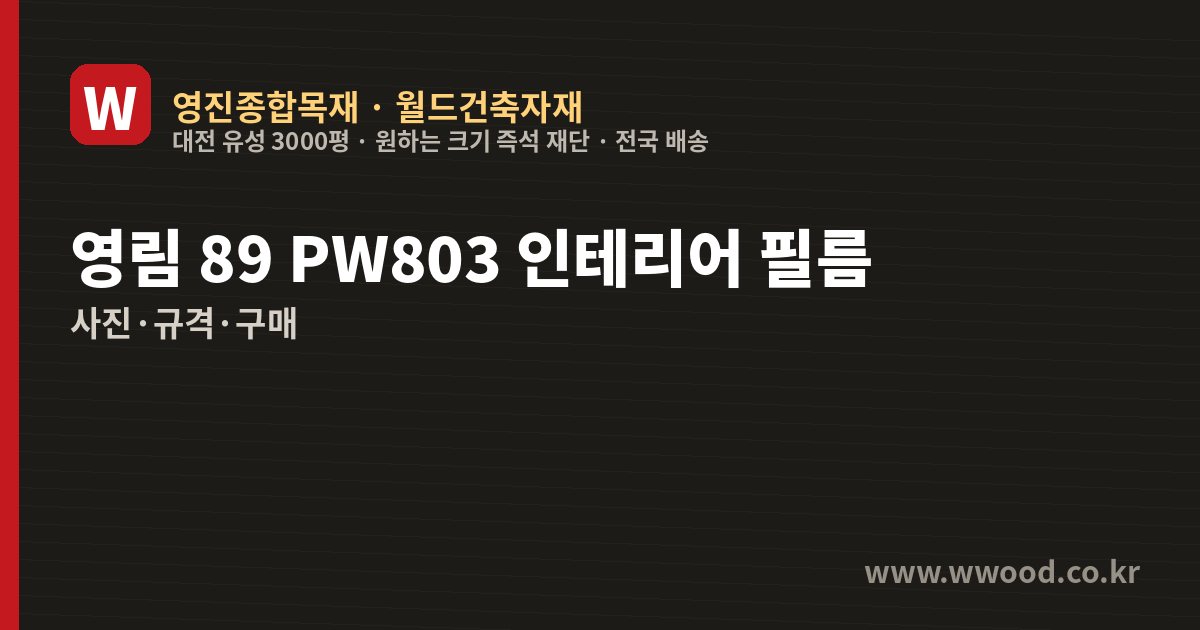 W
영진종합목재 · 월드건축자재
대전 유성 3000평 · 원하는 크기 즉석 재단 · 전국 배송
영림 89 PW803 인테리어 필름
사진·규격·구매
www.wwood.co.kr